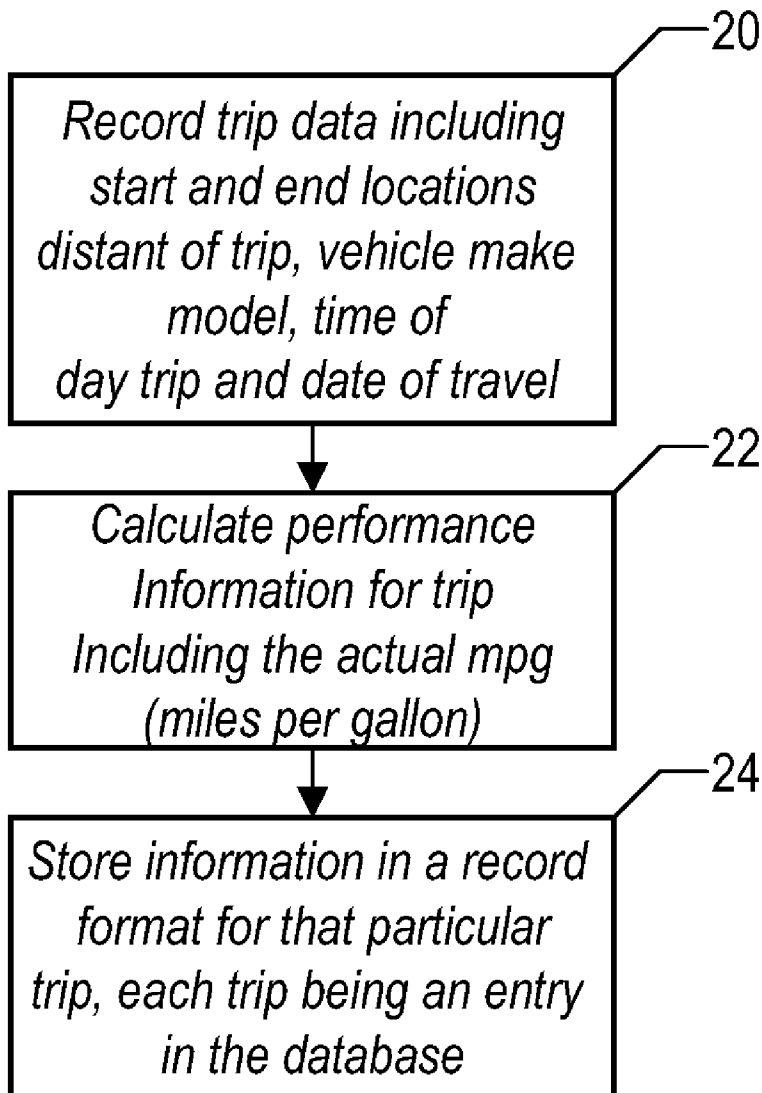 20
Record trip data including
start and end locations
distant of trip, vehicle make
model, time of
day trip and date of travel
22
Calculate performance
Information for trip
Including the actual mpg
(miles per gallon)
24
Store information in a record
format for that particular
trip, each trip being an entry
in the database